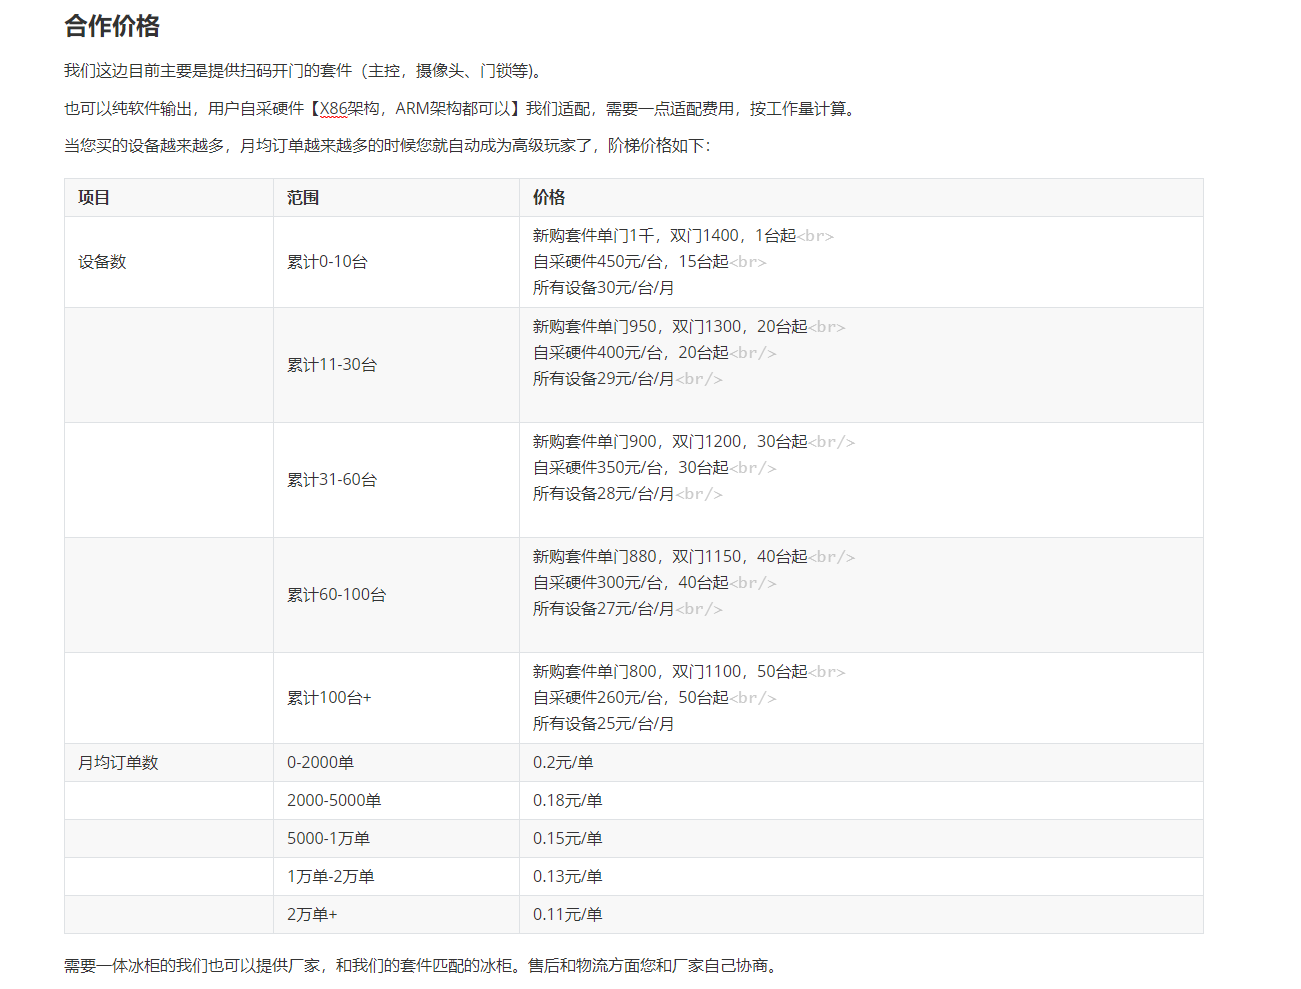 合作价格
我们这边目前主要是提供扫码开门的套件（主控，摄像头、门锁等)。
也可以纯软件输出，用户自采硬件【X86架构，ARM架构都可以】我们适配，需要一点适配费用，按工作量计算。
当您买的设备越来越多，月均订单越来越多的时候您就自动成为高级玩家了，阶梯价格如下：
项目 范围 价格
设备数 累计0-10台 新购套件单门1千，双门1400，1台起<br>
自采硬件450元/台，15台起<br>
所有设备30元/台/月
累计11-30台 新购套件单门950，双门1300，20台起<br>
自采硬件400元/台，20台起<br/>
所有设备29元/台/月<br/>
累计31-60台 新购套件单门900，双门1200，30台起<br/>
自采硬件350元/台，30台起<br/>
所有设备28元/台/月<br/>
累计60-100台 新购套件单门880，双门1150，40台起<br/>
自采硬件300元/台，40台起<br/>
所有设备27元/台/月<br/>
累计100台+ 新购套件单门800，双门1100，50台起<br>
自采硬件260元/台，50台起<br/>
所有设备25元/台/月
月均订单数 0-2000单 0.2元/单
2000-5000单 0.18元/单
5000-1万单 0.15元/单
1万单-2万单 0.13元/单
2万单+ 0.11元/单
需要一体冰柜的我们也可以提供厂家，和我们的套件匹配的冰柜。售后和物流方面您和厂家自己协商。